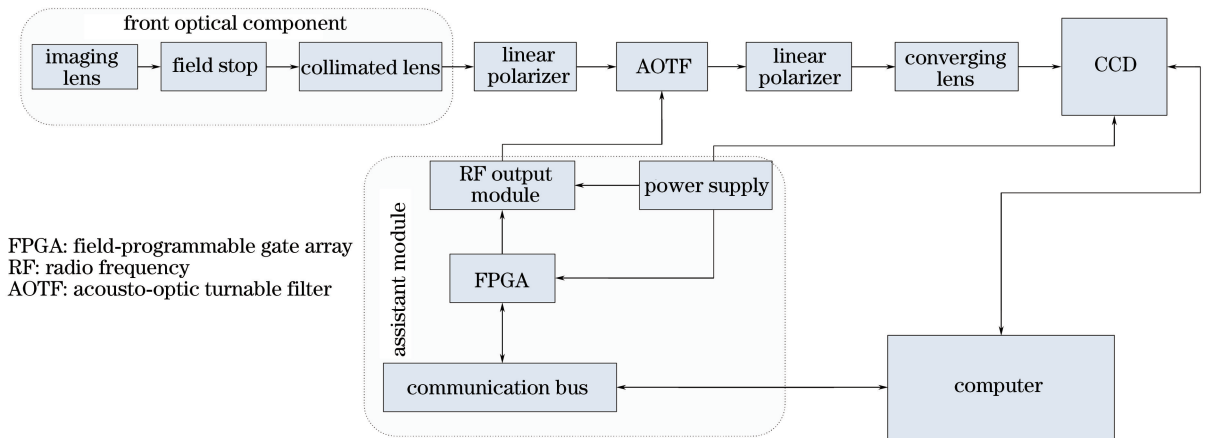 front optical component
imaging
lens
field stop
collimated lens
linear
polarizer
AOTF
linear
polarizer
converging
lens
CCD
RF output
module
power supply
assistant module
FPGA: field-programmable gate array
RF: radio frequency
AOTF: acousto-optic turnable filter
FPGA
communication bus
computer